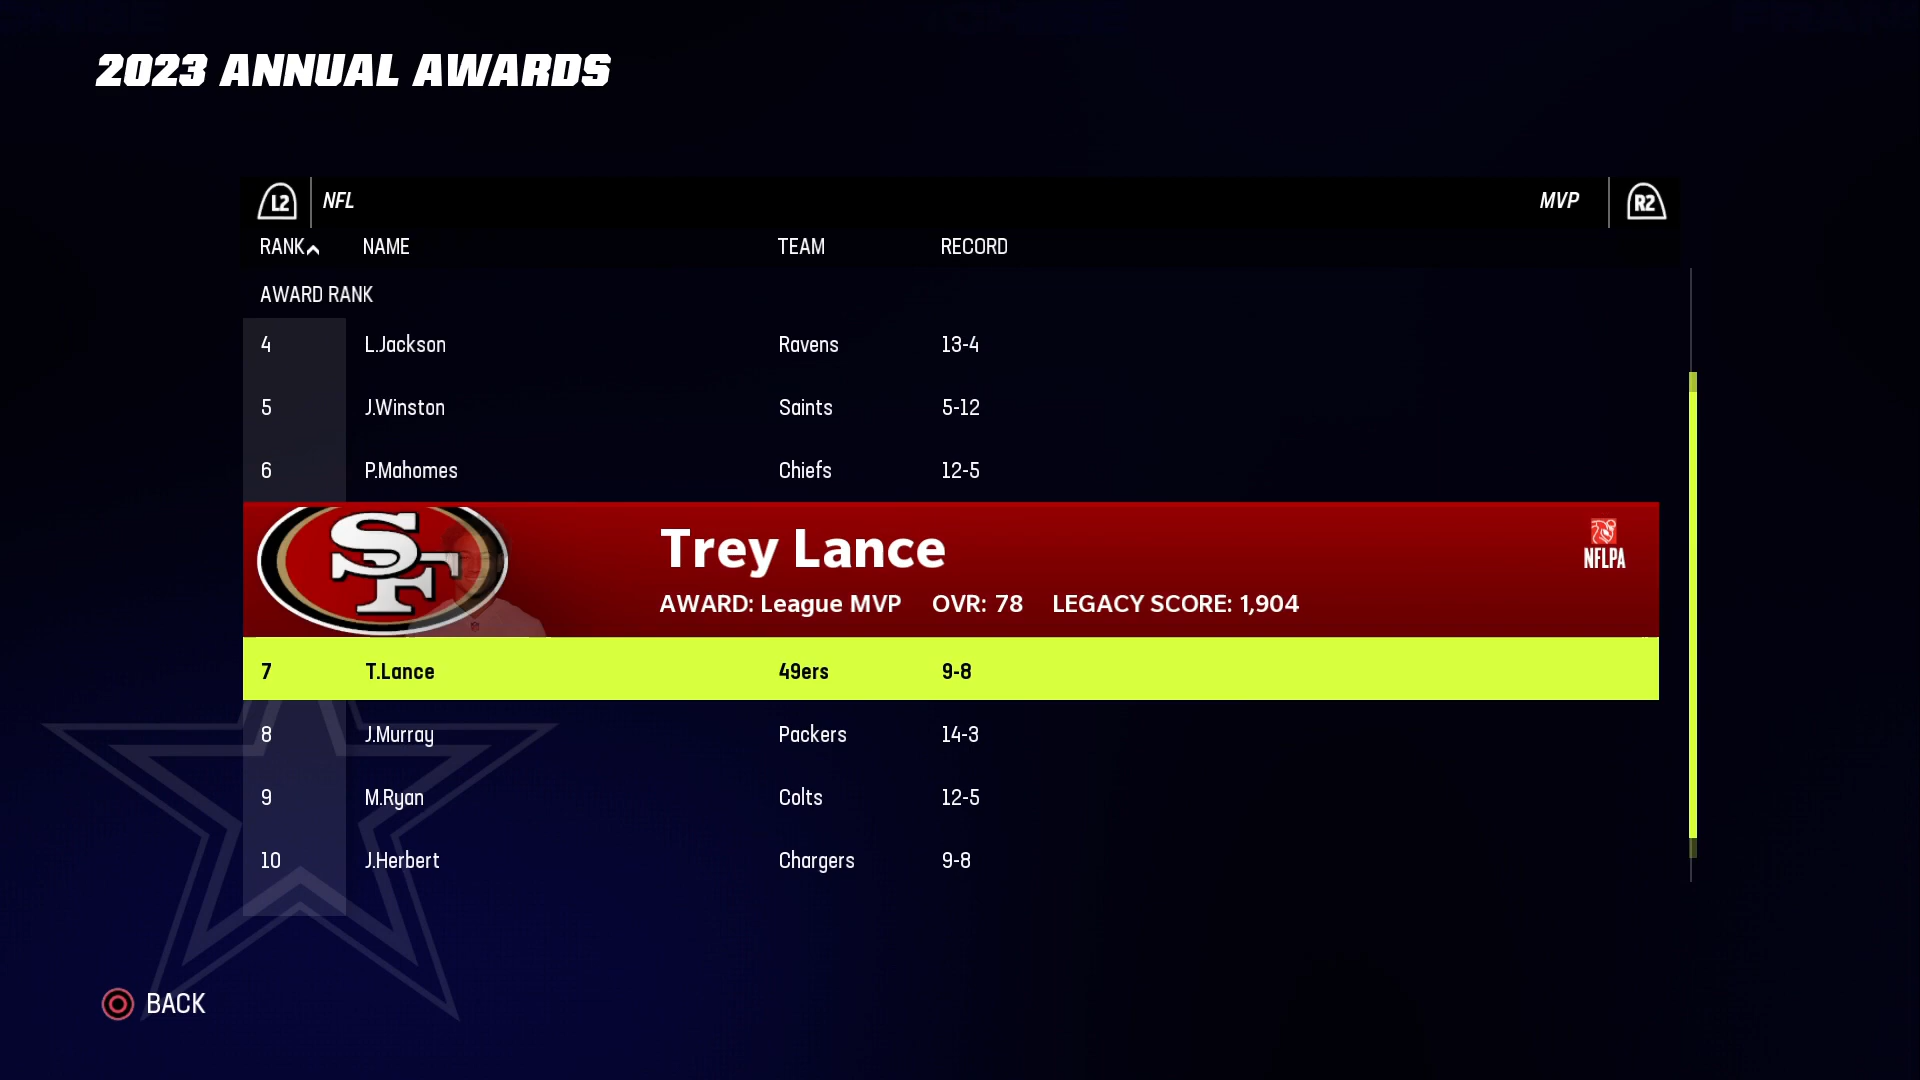 2023 ANNUAL AWARDS
L2 NFL MVP R2
RANK NAME TEAM RECORD
AWARD RANK
4 L.Jackson Ravens 13-4
5 J.Winston Saints 5-12
6 P.Mahomes Chiefs 12-5
SF Trey Lance NFLPA
AWARD: League MVP OVR: 78 LEGACY SCORE: 1,904
7 T.Lance 49ers 9-8
8 J.Murray Packers 14-3
9 M.Ryan Colts 12-5
10 J.Herbert Chargers 9-8
BACK